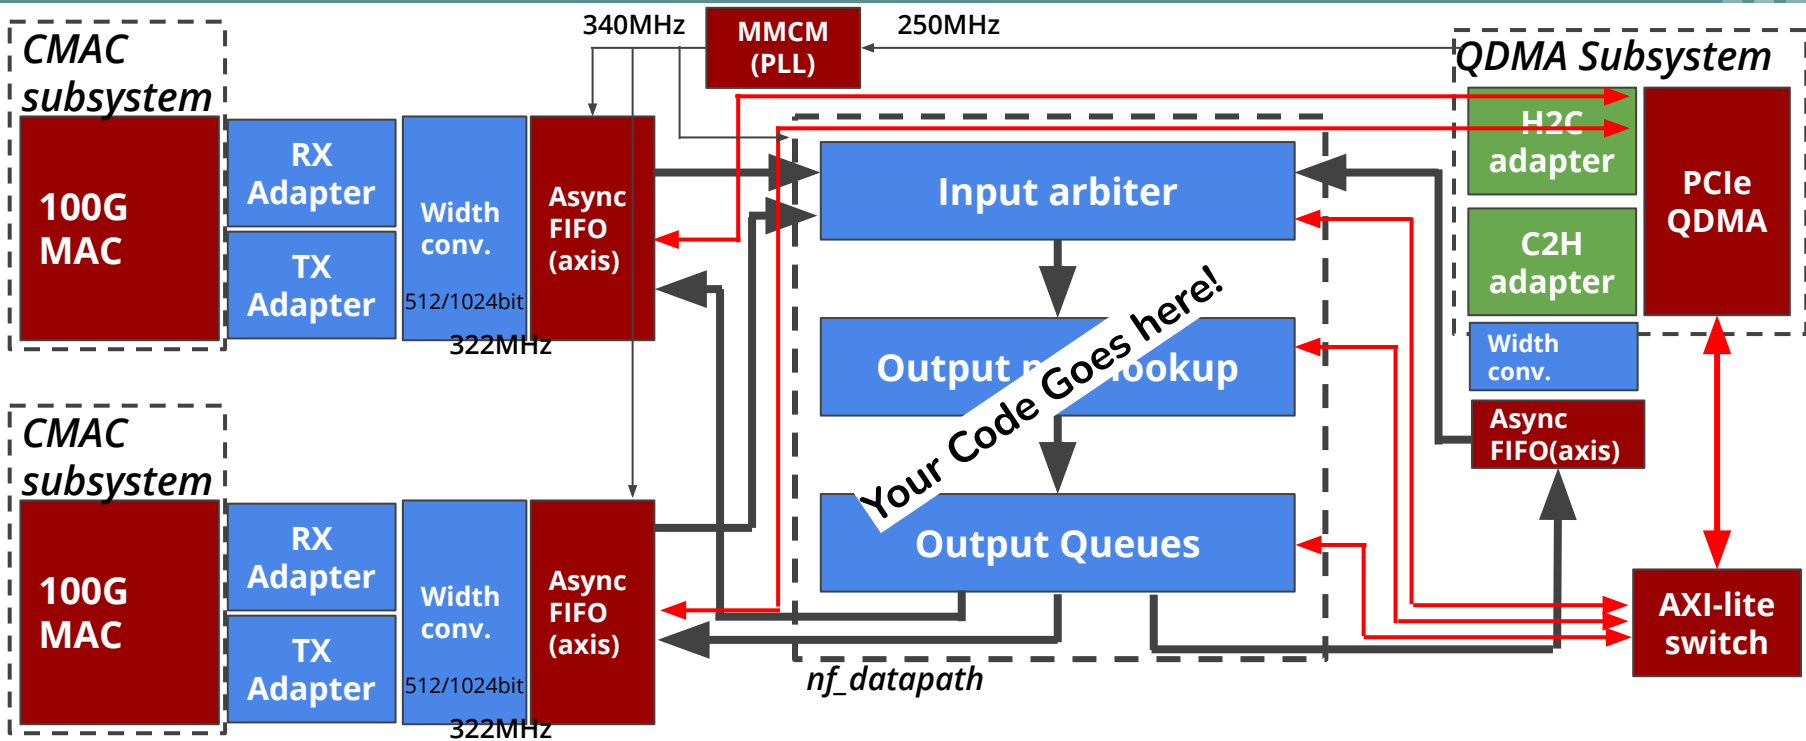 340MHz
MMCM
(PLL)
250MHz
CMAC
subsystem
100G
MAC
RX
Adapter
TX
Adapter
Width
conv.
512/1024bit
322MHz
Async
FIFO
(axis)
Input arbiter
Output lookup
Output Queues
Your Code Goes here!
nf_datapath
QDMA Subsystem
H2C
adapter
C2H
adapter
PCIe
QDMA
Width
conv.
Async
FIFO(axis)
AXI-lite
switch
CMAC
subsystem
100G
MAC
RX
Adapter
TX
Adapter
Width
conv.
512/1024bit
322MHz
Async
FIFO
(axis)